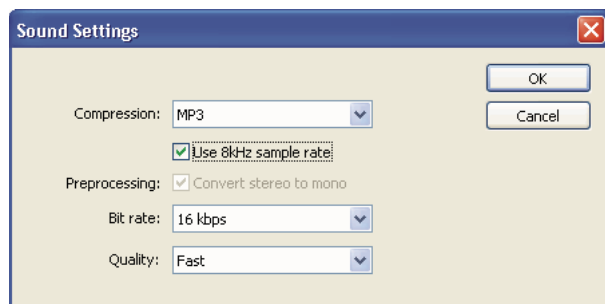 Sound Settings
OK
Compression: MP3
Cancel
Use 8kHz sample rate
Preprocessing: Convert stereo to mono
Bit rate: 16 kbps
Quality: Fast